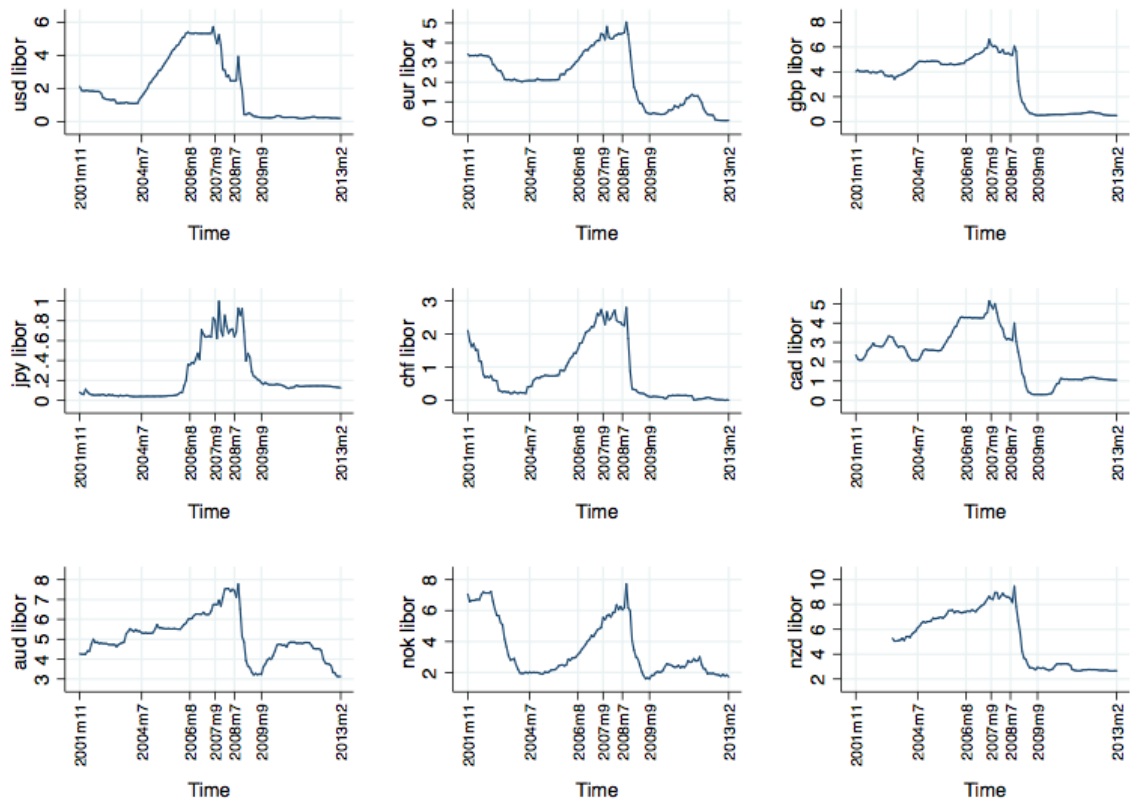 usd libor
0 2 4 6
2001m11 2004m7 2006m8 2007m9 2008m7 2009m9 2013m2
Time
eur libor
0 1 2 3 4 5
2001m11 2004m7 2006m8 2007m9 2008m7 2009m9 2013m2
Time
gbp libor
0 2 4 6 8
2001m11 2004m7 2006m8 2007m9 2008m7 2009m9 2013m2
Time
jpy libor
0 .2 .4 .6 .8 1
2001m11 2004m7 2006m8 2007m9 2008m7 2009m9 2013m2
Time
chf libor
0 1 2 3
2001m11 2004m7 2006m8 2007m9 2008m7 2009m9 2013m2
Time
cad libor
0 1 2 3 4 5
2001m11 2004m7 2006m8 2007m9 2008m7 2009m9 2013m2
Time
aud libor
3 4 5 6 7 8
2001m11 2004m7 2006m8 2007m9 2008m7 2009m9 2013m2
Time
nok libor
2 4 6 8
2001m11 2004m7 2006m8 2007m9 2008m7 2009m9 2013m2
Time
nzd libor
2 4 6 8 10
2001m11 2004m7 2006m8 2007m9 2008m7 2009m9 2013m2
Time